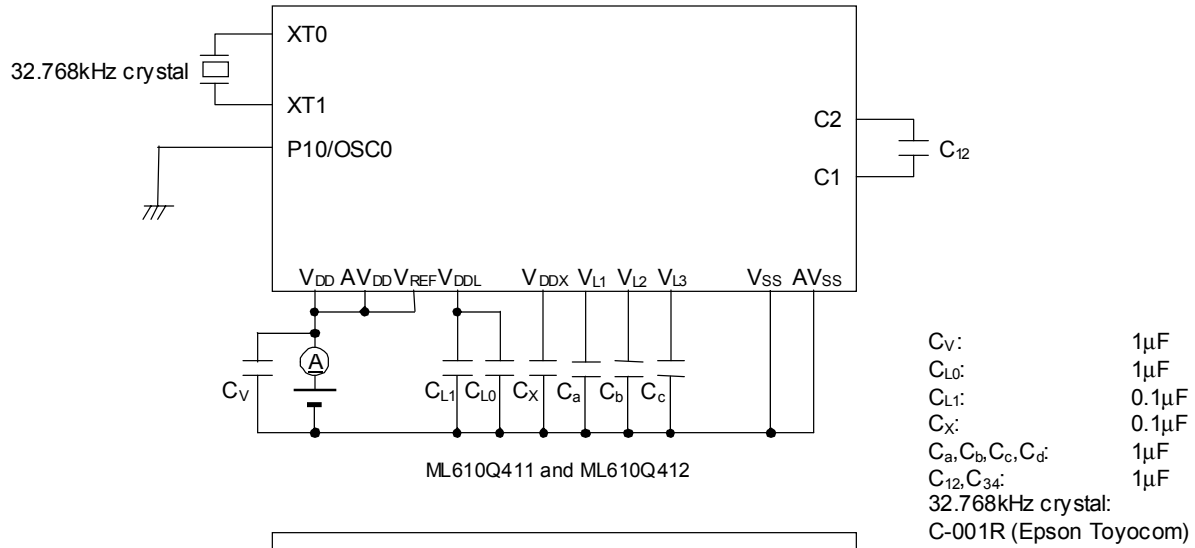 XT0
32.768kHz crystal
XT1
P10/OSC0
C2
C1
C12
VDD AVDD VREF VDDL VDDX VL1 VL2 VL3 VSS AVSS
A
CV
CL1 CL0 CX Ca Cb Cc
ML610Q411 and ML610Q412
CV: 1μF
CL0: 1μF
CL1: 0.1μF
CX: 0.1μF
Ca,Cb,Cc,Cd: 1μF
C12,C34: 1μF
32.768kHz crystal:
C-001R (Epson Toyocom)